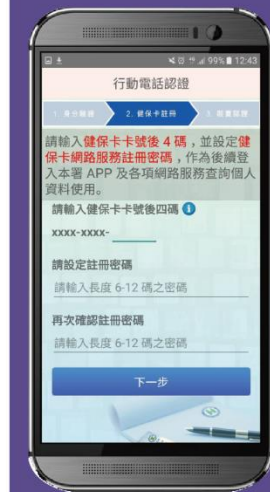 99% 12:43
行動電話認證
2. 健保卡註冊
請輸入健保卡卡號後 4 碼，並設定健
保卡網路服務註冊密碼，作為後續登
入本署 APP 及各項網路服務查詢個人
資料使用。
請輸入健保卡卡號後四碼
xxxx-xxxx-
請設定註冊密碼
請輸入長度 6-12 碼之密碼
再次確認註冊密碼
請輸入長度 6-12 碼之密碼
下一步